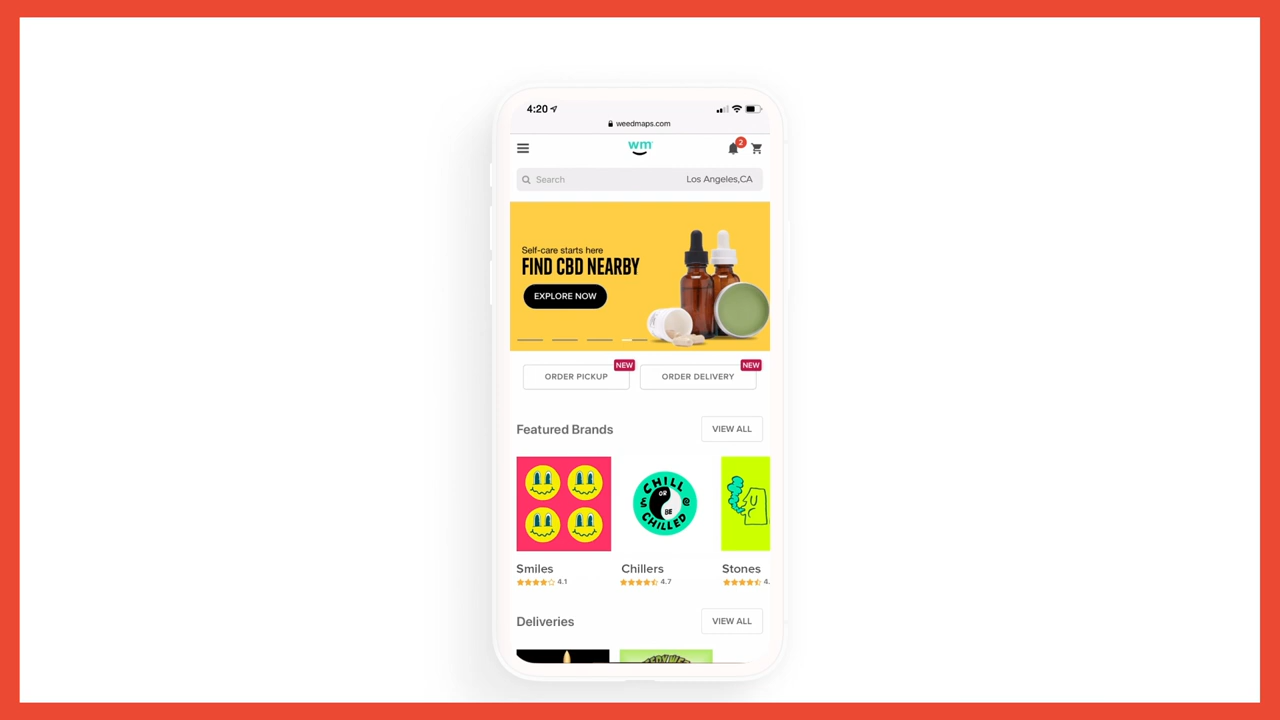 4:20
weedmaps.com
wm
2
Search
Los Angeles,CA
Self-care starts here
FIND CBD NEARBY
EXPLORE NOW
NEW
NEW
ORDER PICKUP
ORDER DELIVERY
Featured Brands
VIEW ALL
CHILL
OR
BE
CHILLED
Smiles
Chillers
Stones
4.1
4.7
4.
Deliveries
VIEW ALL